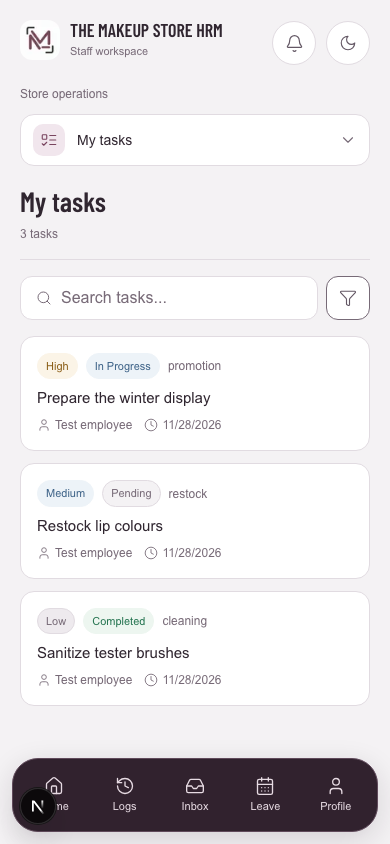 THE MAKEUP STORE HRM
Staff workspace
Store operations
My tasks
My tasks
3 tasks
Search tasks...
High In Progress promotion
Prepare the winter display
Test employee 11/28/2026
Medium Pending restock
Restock lip colours
Test employee 11/28/2026
Low Completed cleaning
Sanitize tester brushes
Test employee 11/28/2026
N me Logs Inbox Leave Profile